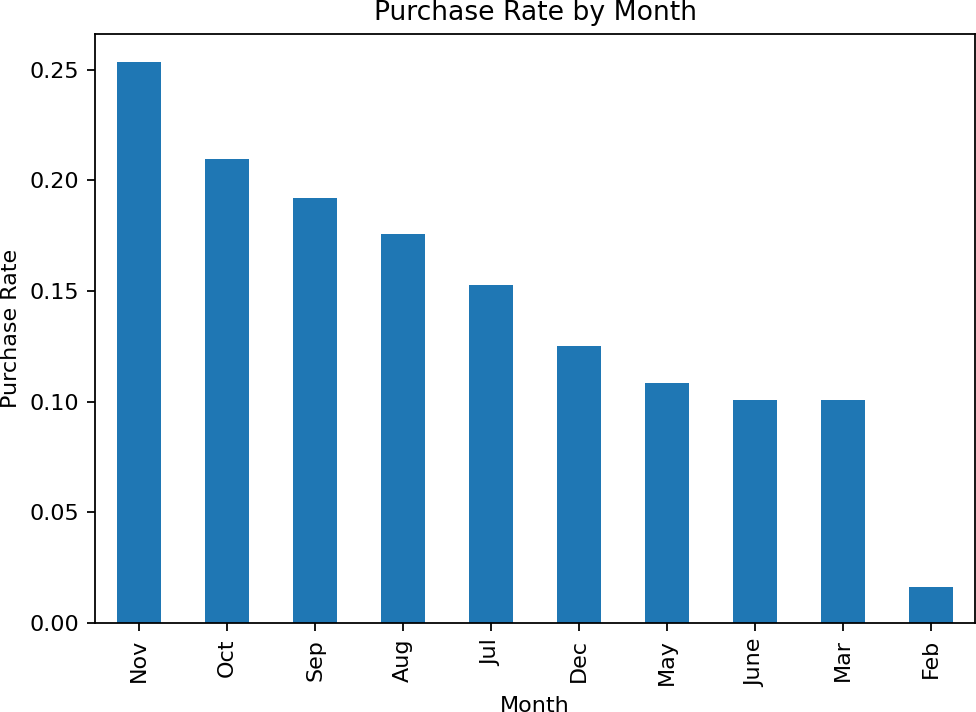 Purchase Rate by Month
Purchase Rate
0.25
0.20
0.15
0.10
0.05
0.00
Nov
Oct
Sep
Aug
Jul
Dec
May
June
Mar
Feb
Month